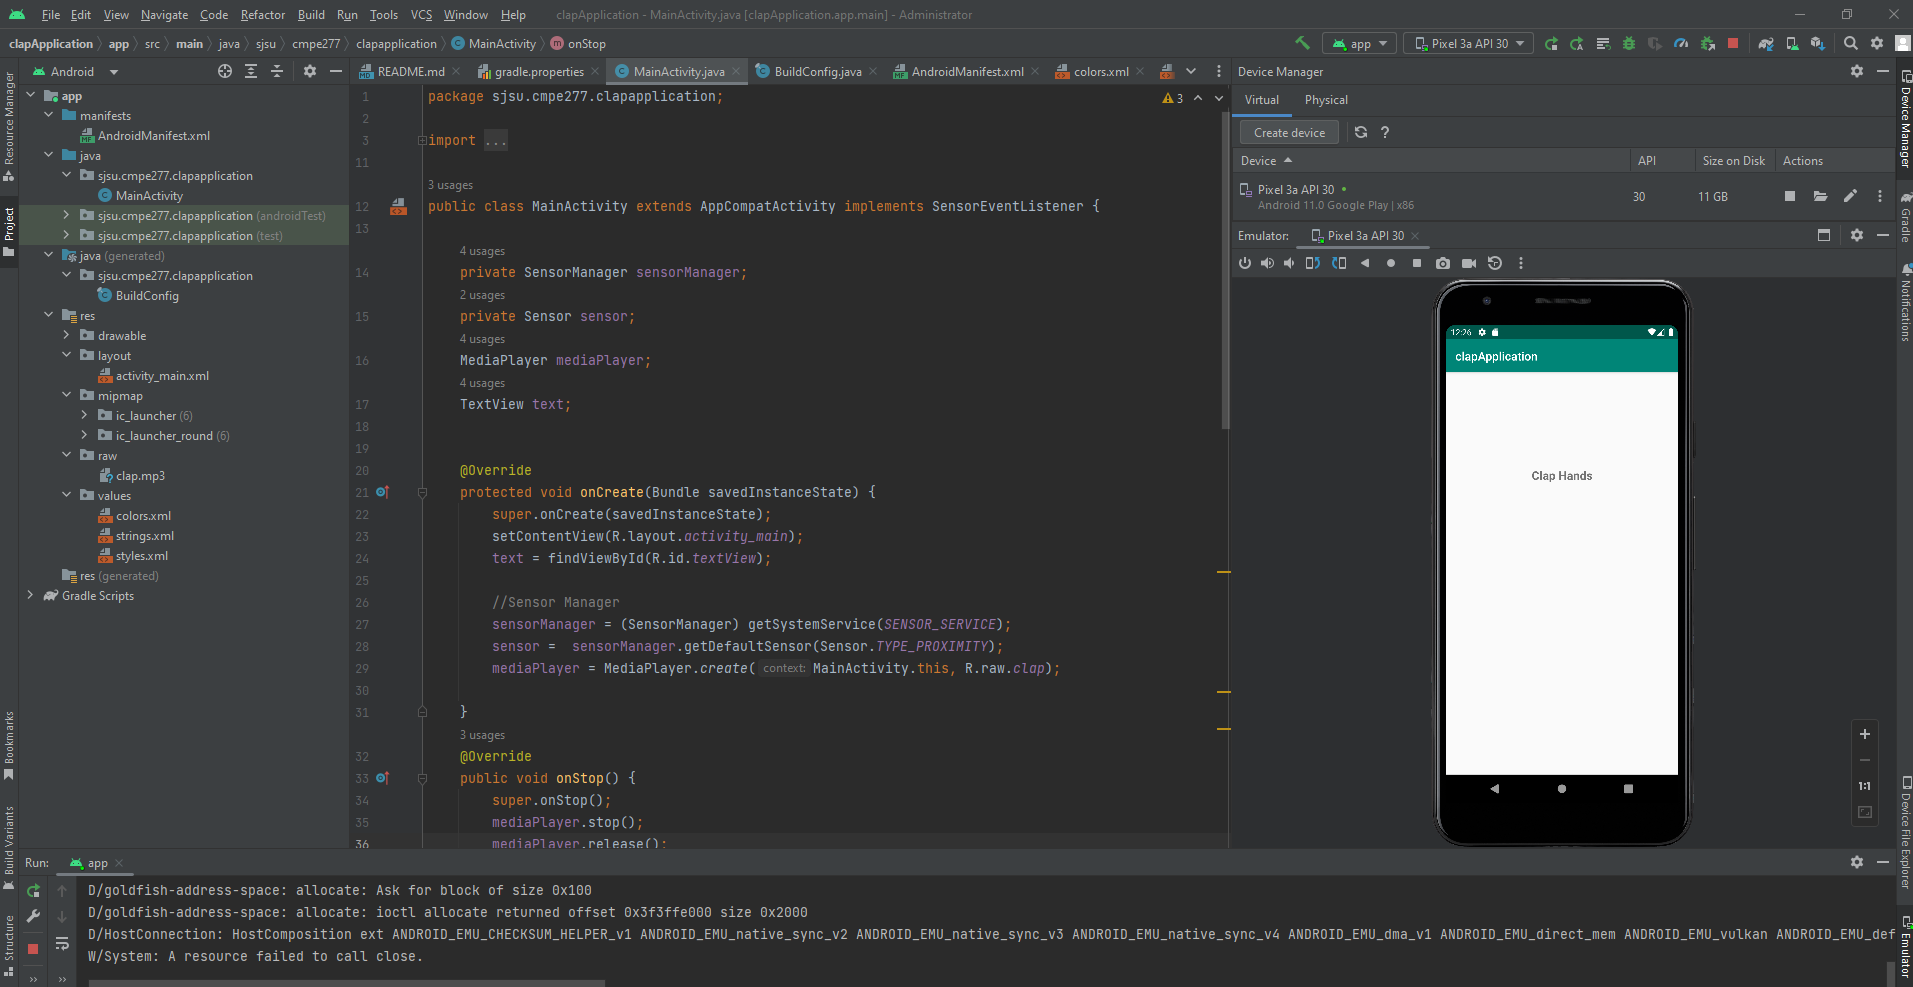 File Edit View Navigate Code Refactor Build Run Tools VCS Window Help clapApplication - MainActivity.java [clapApplication.app.main] - Administrator
clapApplication app src main java sjsu cmpe277 clapapplication MainActivity onStop app Pixel 3a API 30
Resource Manager
Project
Bookmarks
Build Variants
Structure
Android
app
manifests
AndroidManifest.xml
java
sjsu.cmpe277.clapapplication
MainActivity
sjsu.cmpe277.clapapplication (androidTest)
sjsu.cmpe277.clapapplication (test)
java (generated)
sjsu.cmpe277.clapapplication
BuildConfig
res
drawable
layout
activity_main.xml
mipmap
ic_launcher (6)
ic_launcher_round (6)
raw
clap.mp3
values
colors.xml
strings.xml
styles.xml
res (generated)
Gradle Scripts
README.md gradle.properties MainActivity.java BuildConfig.java AndroidManifest.xml colors.xml
3
1 package sjsu.cmpe277.clapapplication;
2
3 import ...
11
3 usages
12 public class MainActivity extends AppCompatActivity implements SensorEventListener {
13
4 usages
14 private SensorManager sensorManager;
2 usages
15 private Sensor sensor;
4 usages
16 MediaPlayer mediaPlayer;
4 usages
17 TextView text;
18
19
20 @Override
21 protected void onCreate(Bundle savedInstanceState) {
22 super.onCreate(savedInstanceState);
23 setContentView(R.layout.activity_main);
24 text = findViewById(R.id.textView);
25
26 //Sensor Manager
27 sensorManager = (SensorManager) getSystemService(SENSOR_SERVICE);
28 sensor =  sensorManager.getDefaultSensor(Sensor.TYPE_PROXIMITY);
29 mediaPlayer = MediaPlayer.create( context: MainActivity.this, R.raw.clap);
30
31 }
3 usages
32 @Override
33 public void onStop() {
34 super.onStop();
35 mediaPlayer.stop();
36 mediaPlayer.release();
Device Manager
Virtual Physical
Create device ?
Device API Size on Disk Actions
Pixel 3a API 30 30 11 GB
Android 11.0 Google Play | x86
Emulator: Pixel 3a API 30
12:26
clapApplication
Clap Hands
1:1
Device Manager
Gradle
Notifications
Device File Explorer
Emulator
Run: app
D/goldfish-address-space: allocate: Ask for block of size 0x100
D/goldfish-address-space: allocate: ioctl allocate returned offset 0x3f3ffe000 size 0x2000
D/HostConnection: HostComposition ext ANDROID_EMU_CHECKSUM_HELPER_v1 ANDROID_EMU_native_sync_v2 ANDROID_EMU_native_sync_v3 ANDROID_EMU_native_sync_v4 ANDROID_EMU_dma_v1 ANDROID_EMU_direct_mem ANDROID_EMU_vulkan ANDROID_EMU_def
W/System: A resource failed to call close.